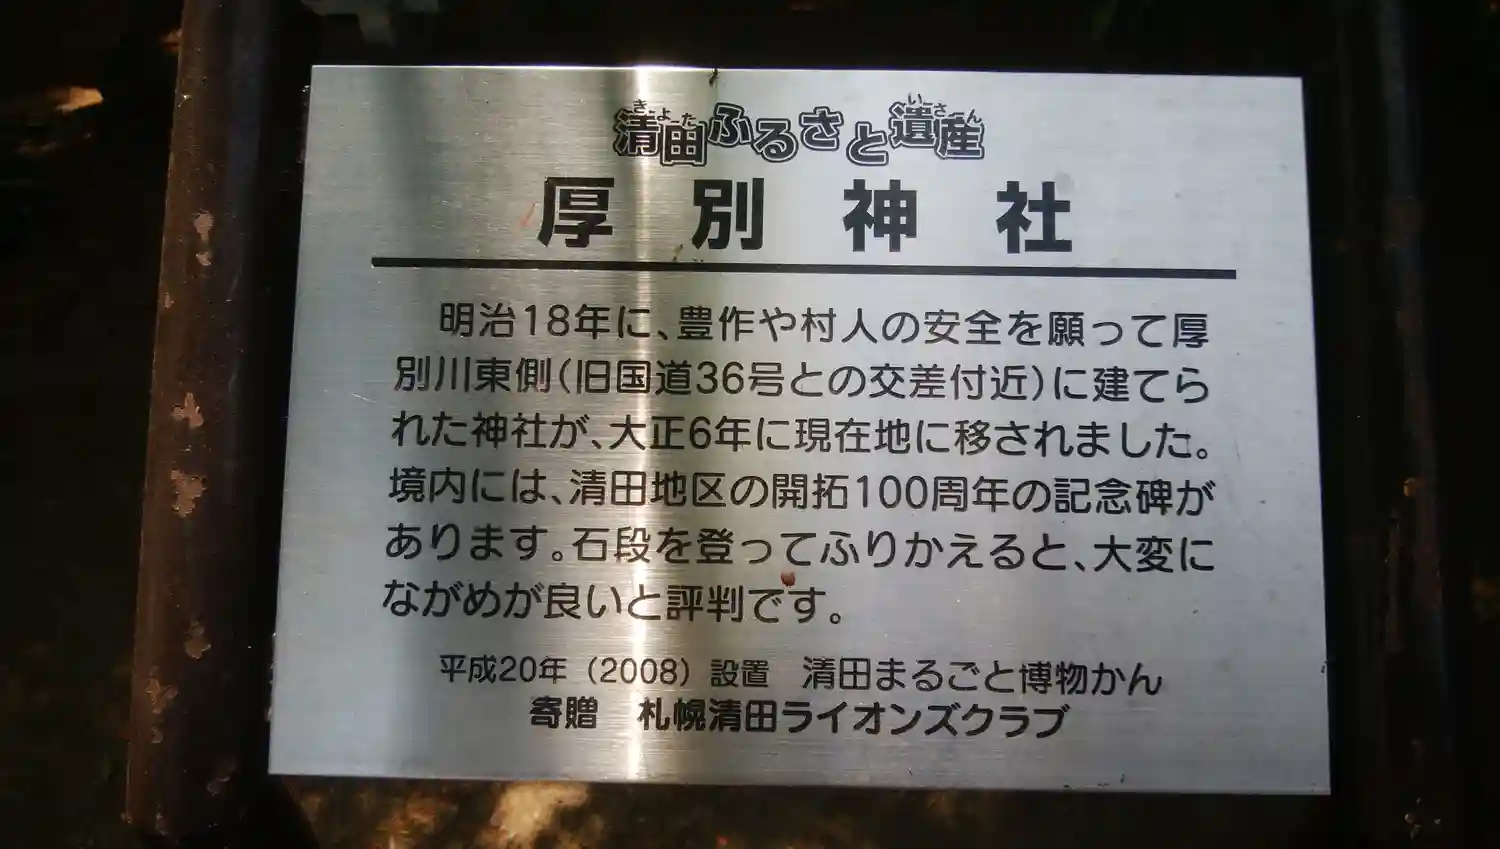 清田ふるさと遺産
厚別神社
明治18年に、豊作や村人の安全を願って厚
別川東側（旧国道36号との交差付近）に建てら
れた神社が、大正6年に現在地に移されました。
境内には、清田地区の開拓100周年の記念碑が
あります。石段を登ってふりかえると、大変に
ながめが良いと評判です。
平成20年（2008）設置　清田まるごと博物かん
寄贈　札幌清田ライオンズクラブ